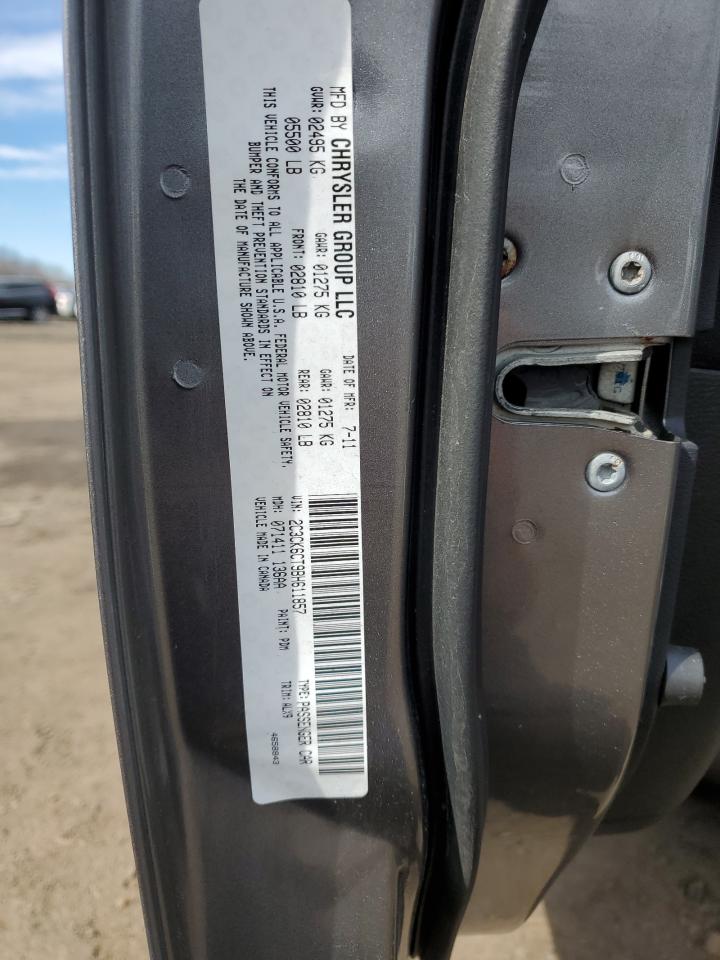 MFD BY CHRYSLER GROUP LLC
DATE OF MFR: 7-11
GVWR: 02495 KG
GAWR: 01275 KG
GAWR: 01275 KG
05500 LB
FRONT: 02810 LB
REAR: 02810 LB
THIS VEHICLE CONFORMS TO ALL APPLICABLE U.S.A. FEDERAL MOTOR VEHICLE SAFETY,
BUMPER AND THEFT PREVENTION STANDARDS IN EFFECT ON
THE DATE OF MANUFACTURE SHOWN ABOVE.
VIN: 2C3CK6CT9BH611857
TYPE: PASSENGER CAR
MDH: 071411 136AA
PAINT: PDM
TRIM: ALX9
VEHICLE MADE IN CANADA
4658843